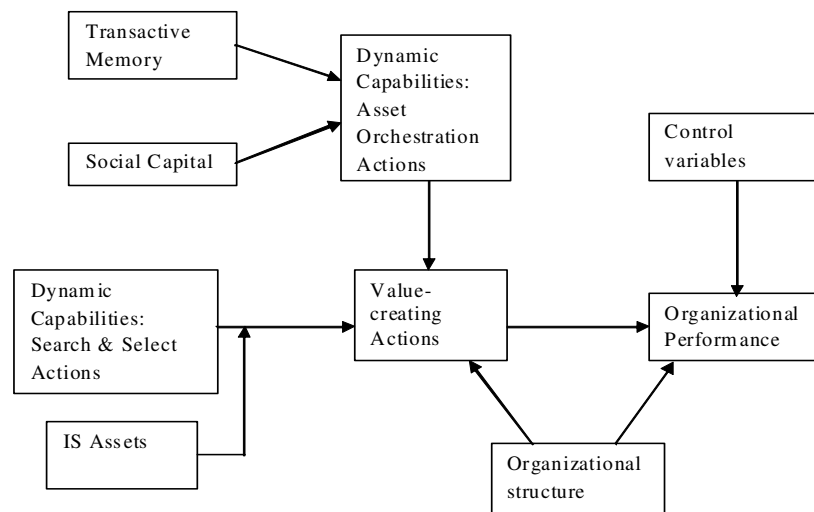 Transactive
Memory
Social Capital
Dynamic
Capabilities:
Asset
Orchestration
Actions
Control
variables
Dynamic
Capabilities:
Search & Select
Actions
IS Assets
Value-
creating
Actions
Organizational
Performance
Organizational
structure